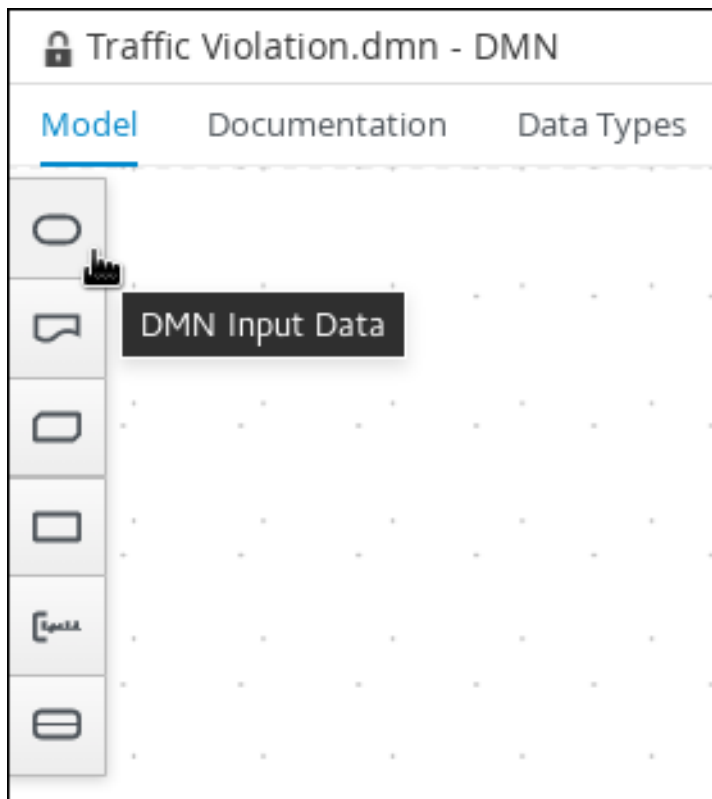 Traffic Violation.dmn - DMN
Model Documentation Data Types
DMN Input Data